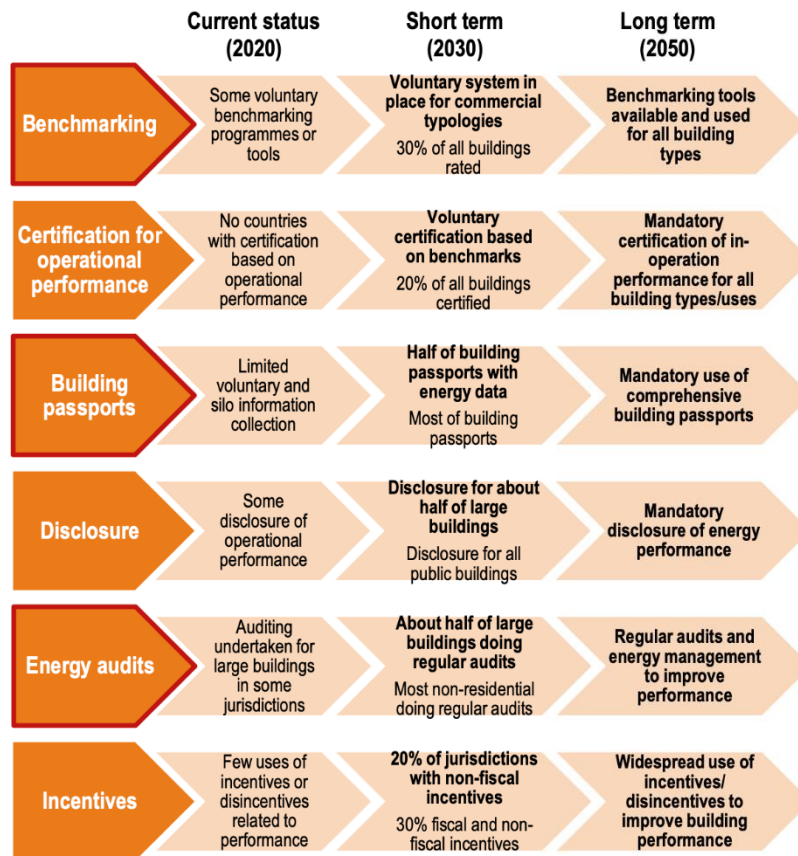 Current status
(2020)
Short term
(2030)
Long term
(2050)
Benchmarking
Some voluntary
benchmarking
programmes or
tools
Voluntary system in
place for commercial
typologies
30% of all buildings
rated
Benchmarking tools
available and used
for all building
types
Certification for
operational
performance
No countries
with certification
based on
operational
performance
Voluntary
certification based
on benchmarks
20% of all buildings
certified
Mandatory
certification of in-
operation
performance for all
building types/uses
Building
passports
Limited
voluntary and
silo information
collection
Half of building
passports with
energy data
Most of building
passports
Mandatory use of
comprehensive
building passports
Disclosure
Some
disclosure of
operational
performance
Disclosure for about
half of large
buildings
Disclosure for all
public buildings
Mandatory
disclosure of energy
performance
Energy audits
Auditing
undertaken for
large buildings
in some
jurisdictions
About half of large
buildings doing
regular audits
Most non-residential
doing regular audits
Regular audits and
energy management
to improve
performance
Incentives
Few uses of
incentives or
disincentives
related to
performance
20% of jurisdictions
with non-fiscal
incentives
30% fiscal and non-
fiscal incentives
Widespread use of
incentives/
disincentives to
improve building
performance